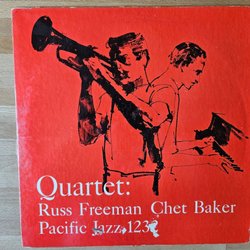 Quartet:
Russ Freeman Chet Baker
Pacific Jazz, 1232